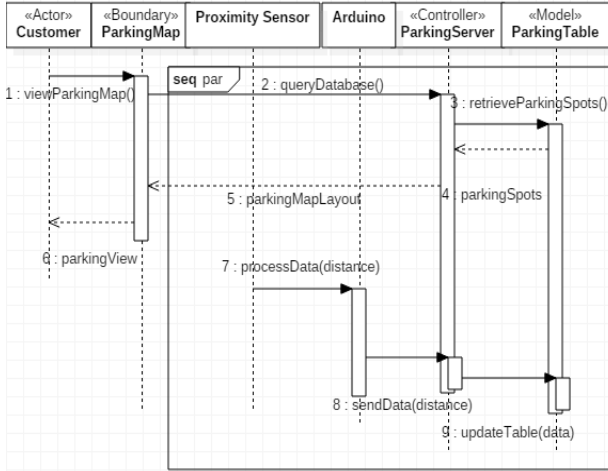 «Actor»
Customer
«Boundary»
ParkingMap
Proximity Sensor
Arduino
«Controller»
ParkingServer
«Model»
ParkingTable
seq par
1 : viewParkingMap()
2 : queryDatabase()
3 : retrieveParkingSpots()
4 : parkingSpots
5 : parkingMapLayout
6 : parkingView
7 : processData(distance)
8 : sendData(distance)
9 : updateTable(data)